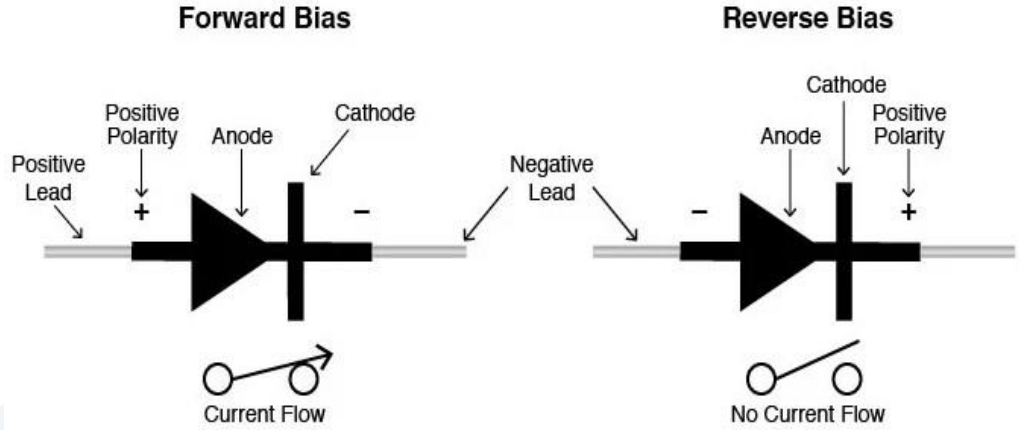 Forward Bias
Reverse Bias
Positive
Polarity
Anode
Cathode
Positive
Lead
+
−
Negative
Lead
Cathode
Anode
Positive
Polarity
−
+
Current Flow
No Current Flow